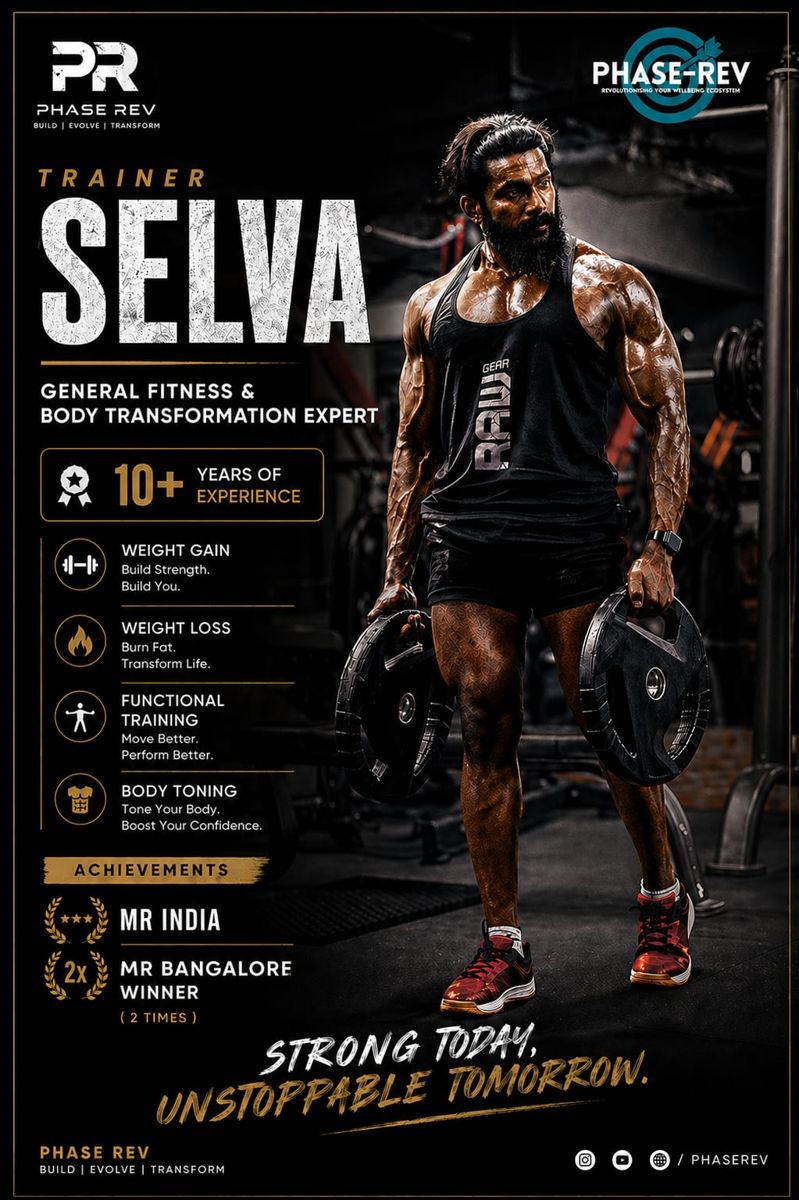 PR
PHASE REV
BUILD | EVOLVE | TRANSFORM
PHASE-REV
REVOLUTIONISING YOUR WELLBEING ECOSYSTEM
TRAINER
SELVA
GENERAL FITNESS &
BODY TRANSFORMATION EXPERT
10+ YEARS OF
EXPERIENCE
WEIGHT GAIN
Build Strength.
Build You.
WEIGHT LOSS
Burn Fat.
Transform Life.
FUNCTIONAL
TRAINING
Move Better.
Perform Better.
BODY TONING
Tone Your Body.
Boost Your Confidence.
ACHIEVEMENTS
MR INDIA
2x
MR BANGALORE
WINNER
( 2 TIMES )
GEAR
RAW
STRONG TODAY,
UNSTOPPABLE TOMORROW.
PHASE REV
BUILD | EVOLVE | TRANSFORM
/ PHASEREV